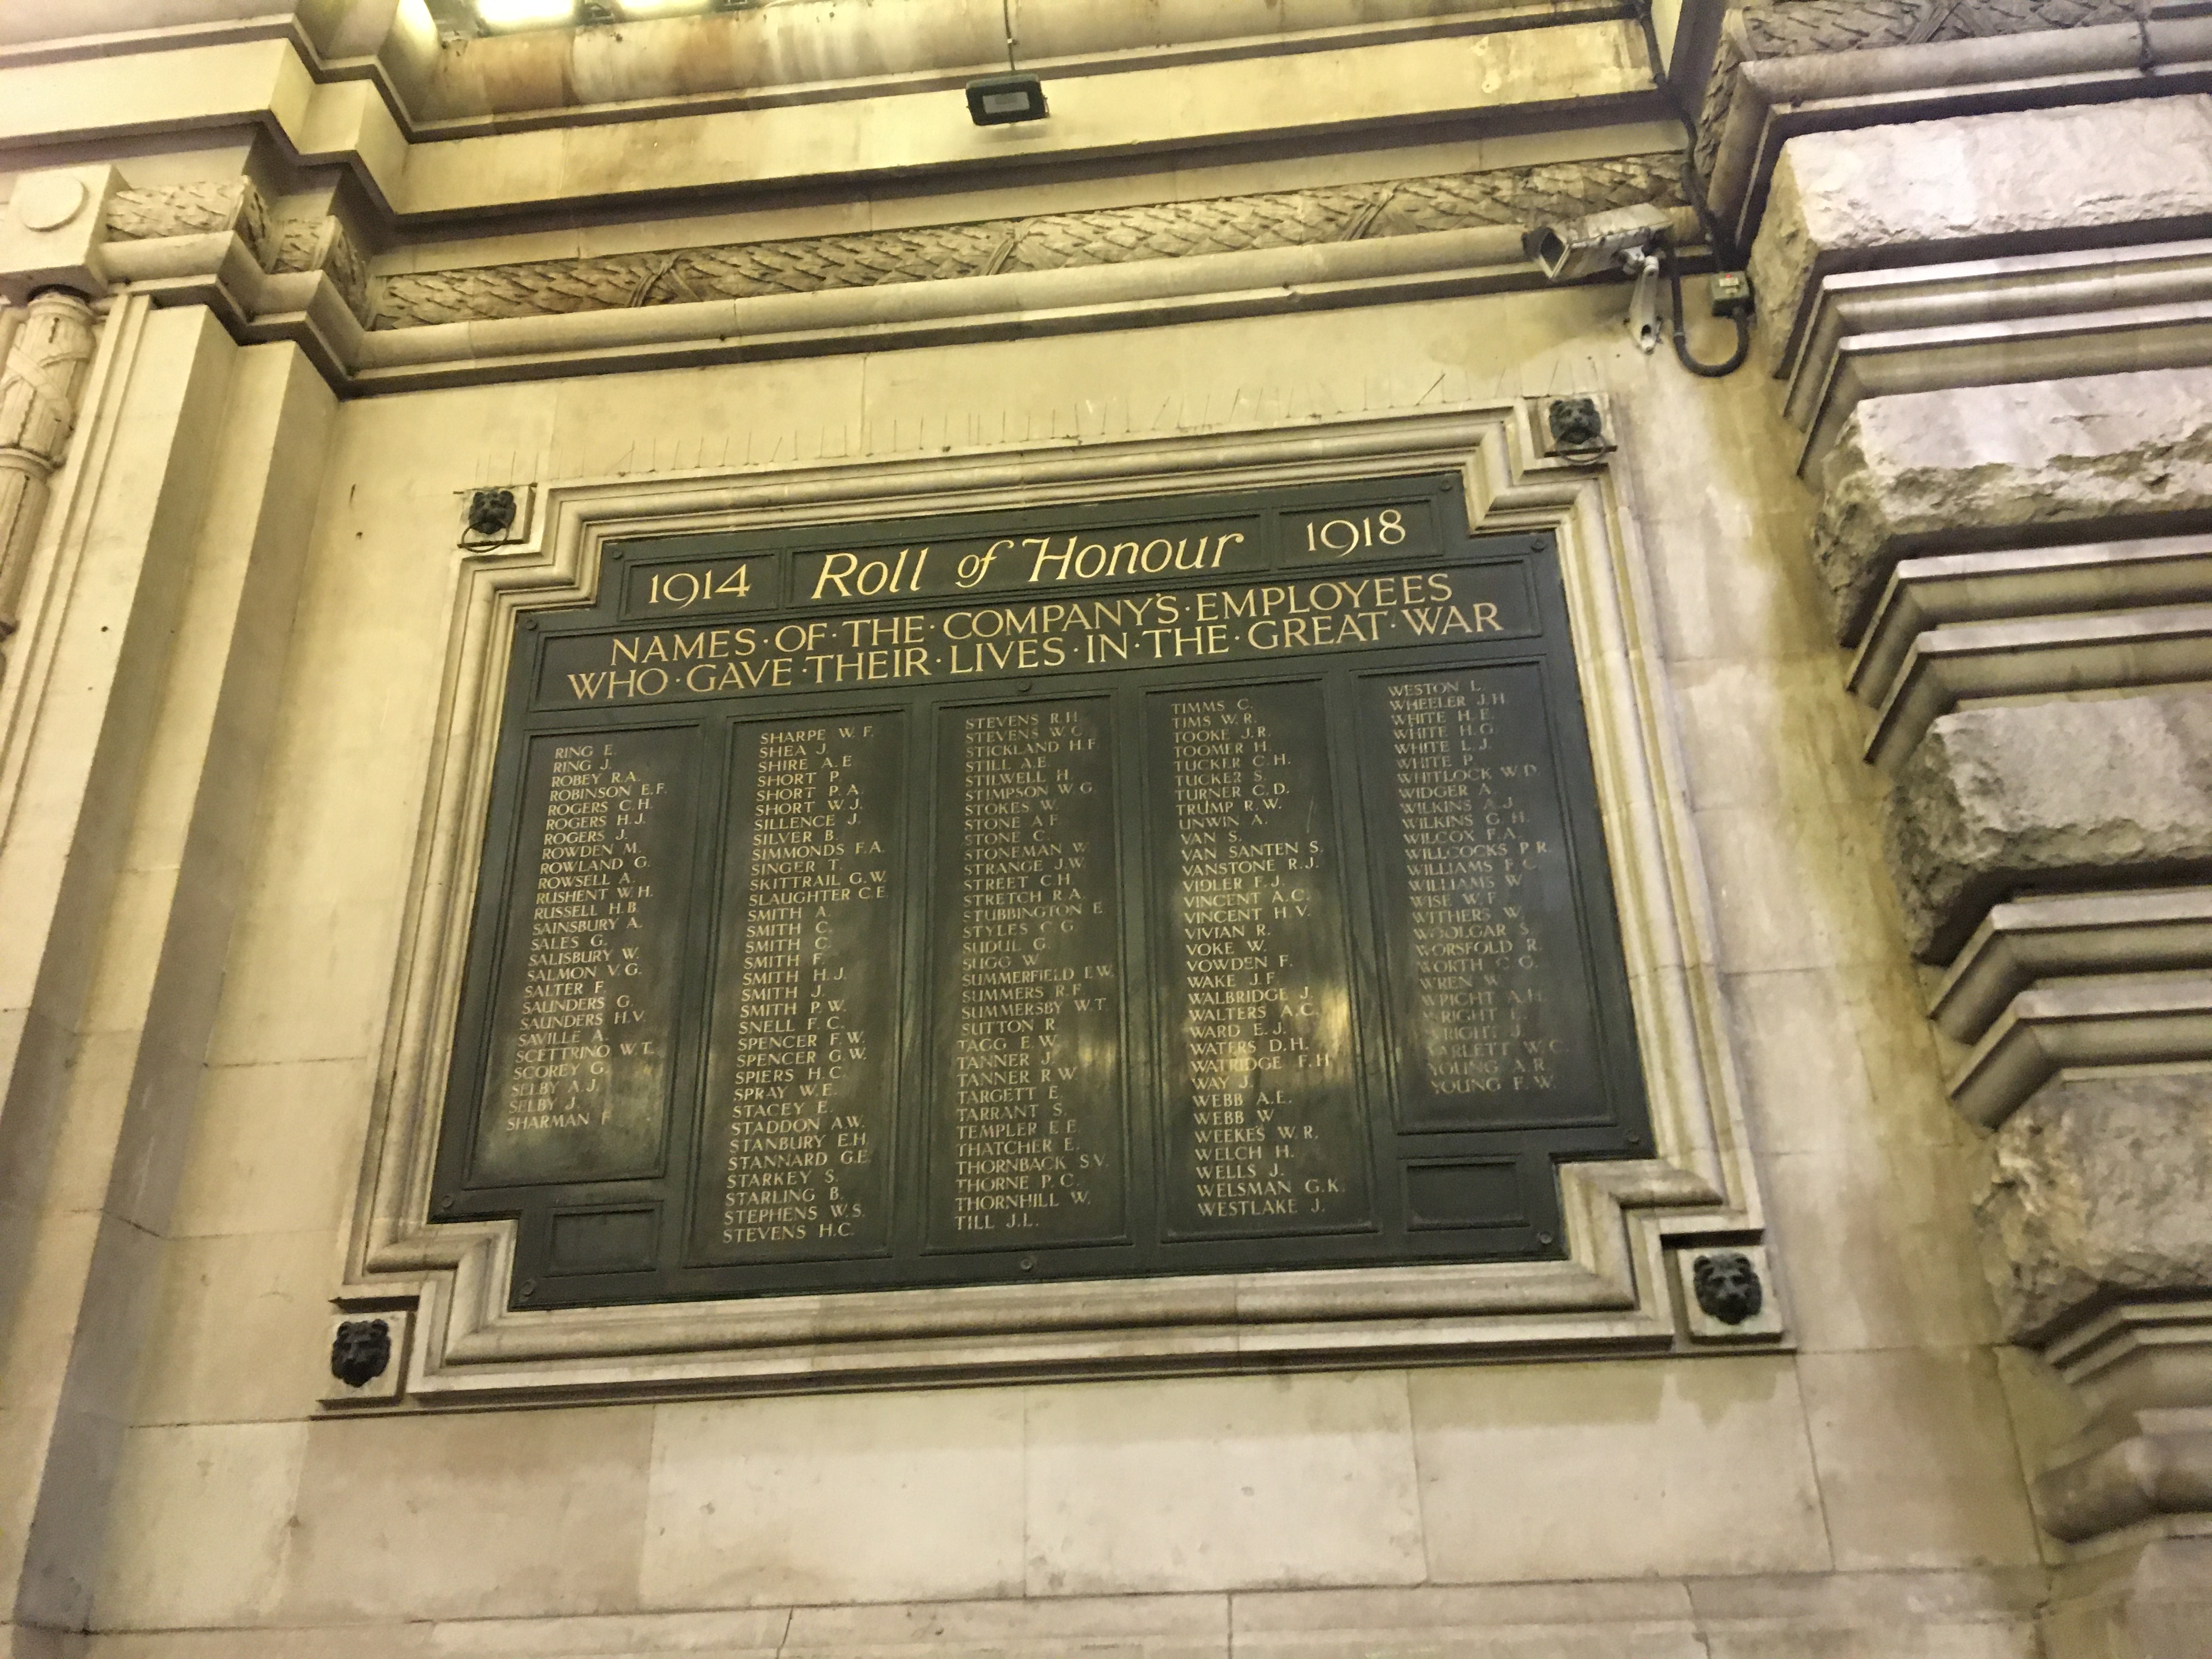 1914 Roll of Honour 1918
NAMES·OF·THE·COMPANY'S·EMPLOYEES
WHO·GAVE·THEIR·LIVES·IN·THE·GREAT·WAR
RING E.
RING J.
ROBEY R.A.
ROBINSON E.F.
ROGERS C.H.
ROGERS H.J.
ROGERS J.
ROWDEN M.
ROWLAND G.
ROWSELL A.
RUSHENT W.H.
RUSSELL H.B.
SAINSBURY A.
SALES G.
SALISBURY W.
SALMON V.G.
SALTER F.
SAUNDERS G.
SAUNDERS H.V.
SAVILLE A.
SCETTRINO W.T.
SCOREY G.
SELBY A.J.
SELBY J.
SHARMAN F.
SHARPE W.F.
SHEA J.
SHIRE A.E.
SHORT P.
SHORT P.A.
SHORT W.J.
SILLENCE J.
SILVER B.
SIMMONDS F.A.
SINGER T.
SKITTRAIL G.W.
SLAUGHTER C.E.
SMITH A.
SMITH C.
SMITH C.
SMITH F.
SMITH H.J.
SMITH J.
SMITH P.W.
SNELL F.C.
SPENCER F.W.
SPENCER G.W.
SPIERS H.C.
SPRAY W.E.
STACEY E.
STADDON A.W.
STANBURY E.H.
STANNARD G.E.
STARKEY S.
STARLING B.
STEPHENS W.S.
STEVENS H.C.
STEVENS R.H.
STEVENS W.C.
STICKLAND H.F.
STILL A.E.
STILWELL H.
STIMPSON W.G.
STOKES W.
STONE A.F.
STONE C.
STONEMAN W.
STRANGE J.W.
STREET C.H.
STRETCH R.A.
STUBBINGTON E.
STYLES C.G.
SUDUL G.
SUGG W.
SUMMERFIELD E.W.
SUMMERS R.F.
SUMMERSBY W.T.
SUTTON R.
TAGG E.W.
TANNER J.
TANNER R.W.
TARGETT E.
TARRANT S.
TEMPLER E.E.
THATCHER E.
THORNBACK S.V.
THORNE P.C.
THORNHILL W.
TILL J.L.
TIMMS C.
TIMS W.R.
TOOKE J.R.
TOOMER H.
TUCKER C.H.
TUCKER S.
TURNER C.D.
TRUMP R.W.
UNWIN A.
VAN S.
VAN SANTEN S.
VANSTONE R.J.
VIDLER F.J.
VINCENT A.C.
VINCENT H.V.
VIVIAN R.
VOKE W.
VOWDEN F.
WAKE J.F.
WALBRIDGE J.
WALTERS A.C.
WARD E.J.
WATERS D.H.
WATRIDGE F.H.
WAY J.
WEBB A.E.
WEBB W.
WEEKES W.R.
WELCH H.
WELLS J.
WELSMAN G.K.
WESTLAKE J.
WESTON L.
WHEELER J.H.
WHITE H.E.
WHITE H.G.
WHITE L.J.
WHITE P.
WHITLOCK W.D.
WIDGER A.
WILKINS A.J.
WILKINS G.H.
WILCOX F.A.
WILLCOCKS P.R.
WILLIAMS F.C.
WILLIAMS W.
WISE W.F.
WITHERS W.
WOOLGAR S.
WORSFOLD R.
WORTH C.G.
WREN W.
WRIGHT A.H.
WRIGHT
WRIGHT J.
YARLETT W.C.
YOUNG A.R.
YOUNG F.W.